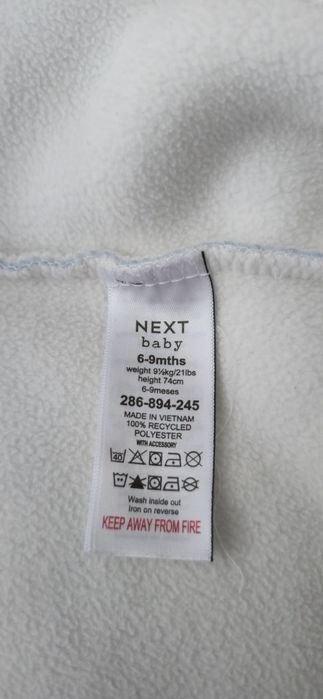 NEXT
baby
6-9mths
weight 9½kg/21lbs
height 74cm
6-9meses
286-894-245
MADE IN VIETNAM
100% RECYCLED
POLYESTER
WITH ACCESSORY
40
Wash inside out
Iron on reverse
KEEP AWAY FROM FIRE